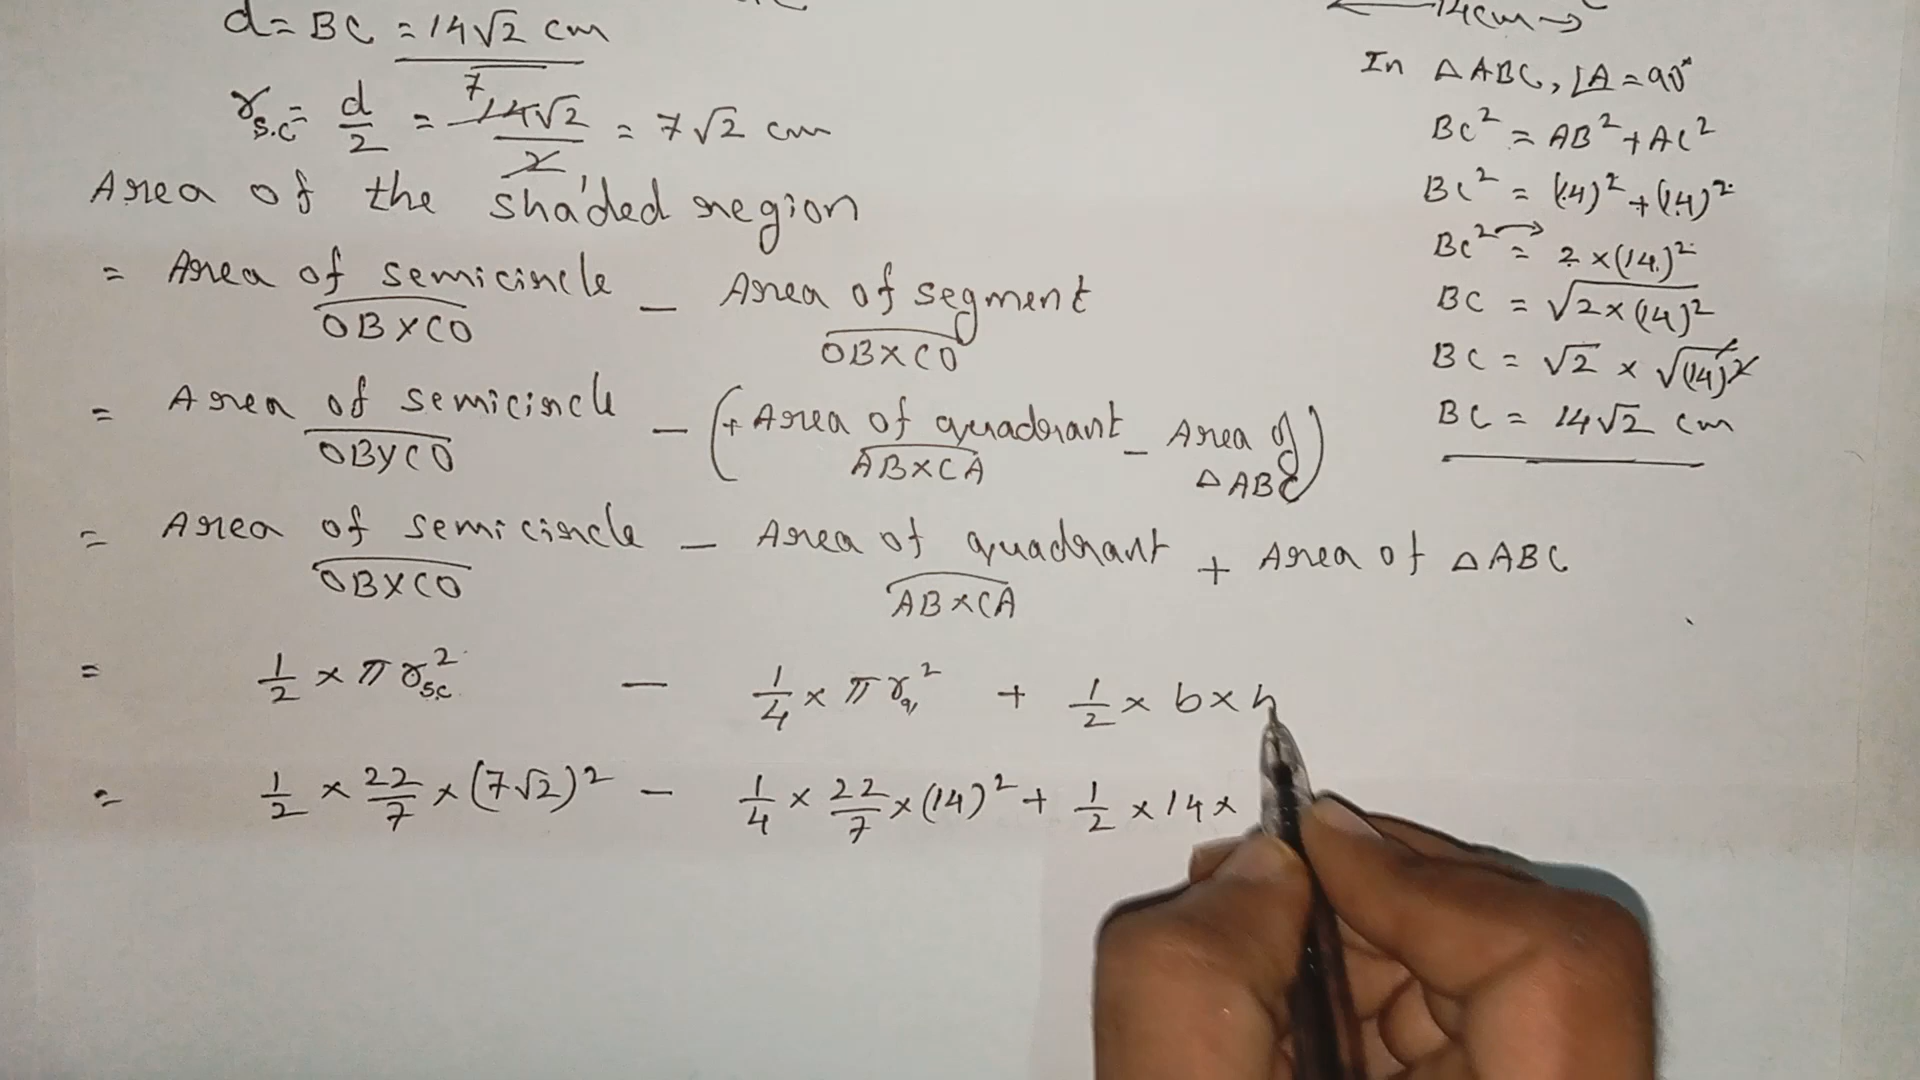 d = BC = 14√2 cm
r s.c = d/2 = 14√2/2 = 7√2 cm
7
Area of the shaded region
= Area of semicircle OBXCO – Area of segment OBXCO
= Area of semicircle OBYCO – (+ Area of quadrant ABXCA – Area of △ABC)
= Area of semicircle OBXCO – Area of quadrant ABXCA + Area of △ABC
= 1/2 × π r s.c² – 1/4 × π r q² + 1/2 × b × h
= 1/2 × 22/7 × (7√2)² – 1/4 × 22/7 × (14)² + 1/2 × 14 ×
14cm
In △ABC, ∠A = 90°
BC² = AB² + AC²
BC² = (14)² + (14)²
BC² = 2 × (14)²
BC = √2 × (14)²
BC = √2 × √(14)²
BC = 14√2 cm